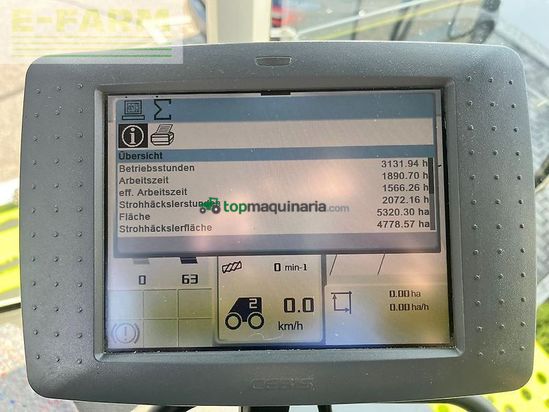 E-FARM
Übersicht
Betriebsstunden 3131.94 h
Arbeitszeit 1890.70 h
eff. Arbeitszeit 1566.26 h
Strohhäckslerstun 2072.16 h
Fläche 5320.30 ha
Strohhäckslerfläche 4778.57 ha
topmaquinaria.com
0 63
0 min-1
2
0.0
km/h
0.00 ha
0.00 ha/h
CEBIS